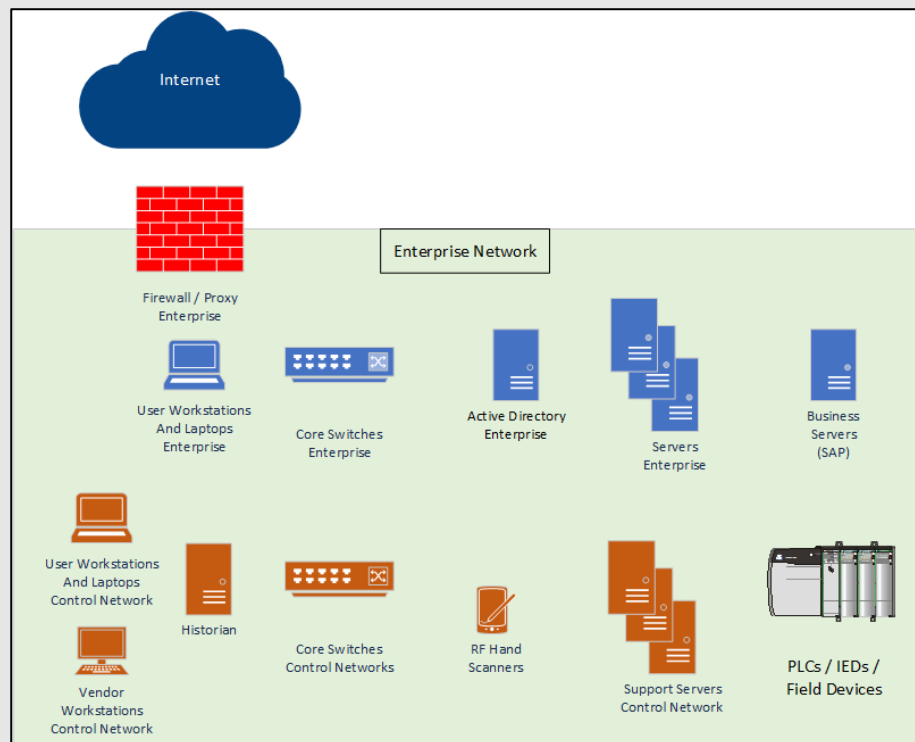 Internet
Enterprise Network
Firewall / Proxy
Enterprise
User Workstations
And Laptops
Enterprise
Core Switches
Enterprise
Active Directory
Enterprise
Servers
Enterprise
Business
Servers
(SAP)
User Workstations
And Laptops
Control Network
Historian
Core Switches
Control Networks
RF Hand
Scanners
Support Servers
Control Network
PLCs / IEDs /
Field Devices
Vendor
Workstations
Control Network